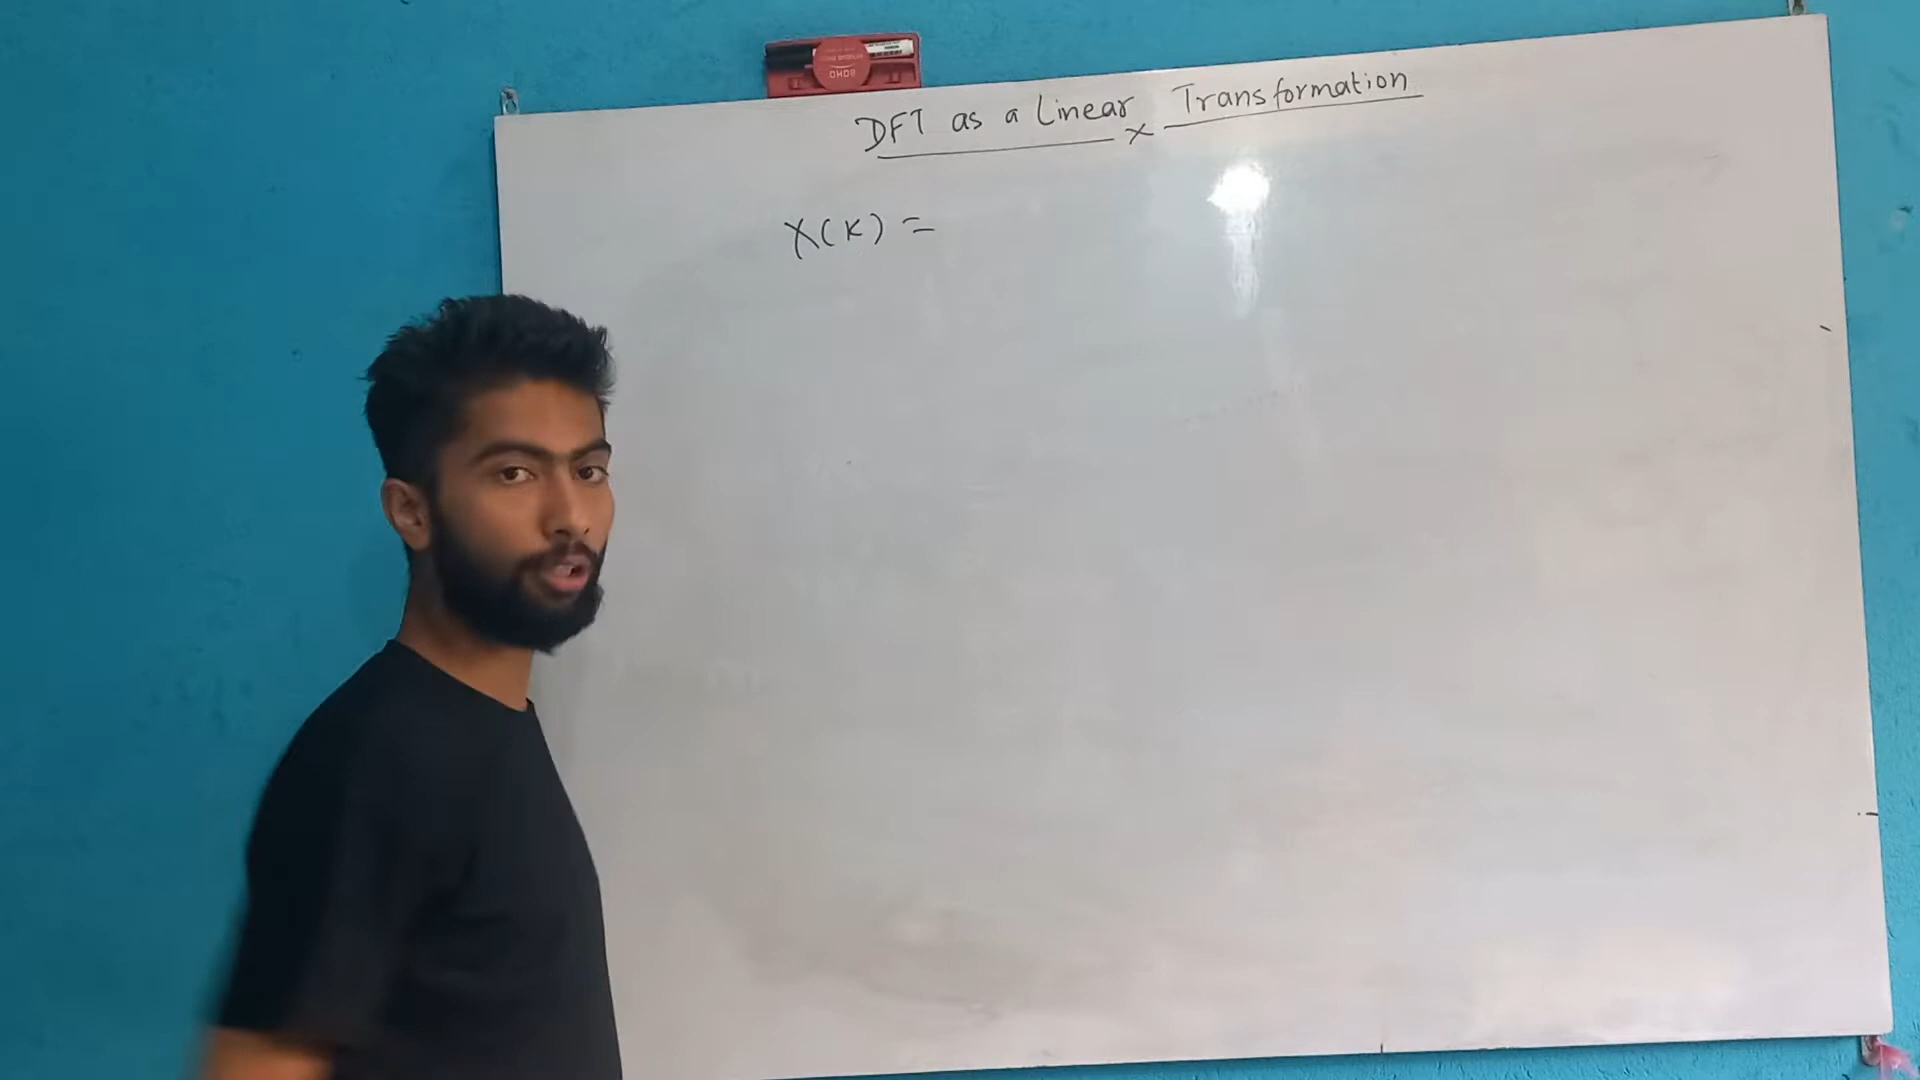 DFT as a Linear Transformation
X(K) =